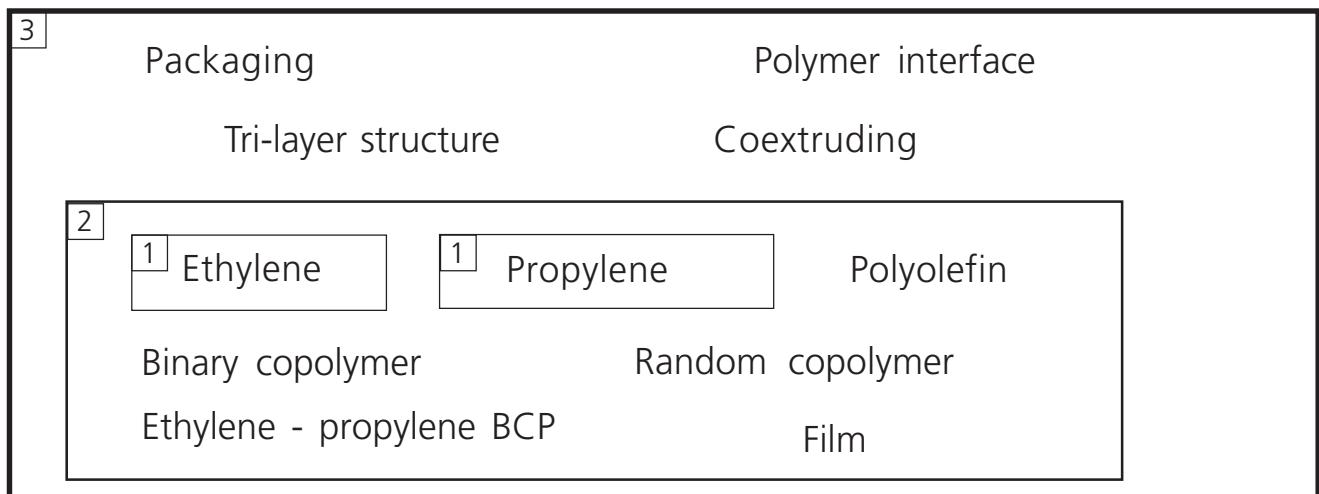 3
Packaging Polymer interface
Tri-layer structure Coextruding
2
1 Ethylene 1 Propylene Polyolefin
Binary copolymer Random copolymer
Ethylene - propylene BCP Film